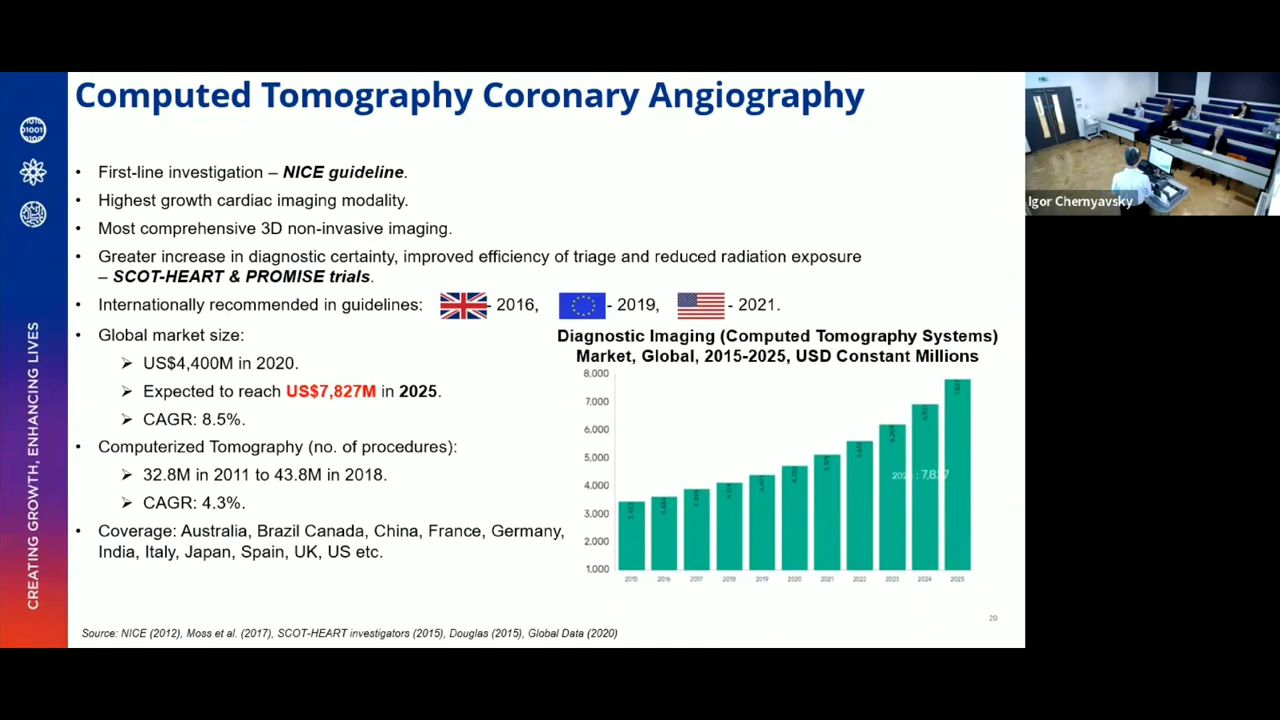 Computed Tomography Coronary Angiography
• First-line investigation – NICE guideline.
• Highest growth cardiac imaging modality.
• Most comprehensive 3D non-invasive imaging.
• Greater increase in diagnostic certainty, improved efficiency of triage and reduced radiation exposure
– SCOT-HEART & PROMISE trials.
• Internationally recommended in guidelines: - 2016, - 2019, - 2021.
• Global market size:
➢ US$4,400M in 2020.
➢ Expected to reach US$7,827M in 2025.
➢ CAGR: 8.5%.
• Computerized Tomography (no. of procedures):
➢ 32.8M in 2011 to 43.8M in 2018.
➢ CAGR: 4.3%.
• Coverage: Australia, Brazil Canada, China, France, Germany,
India, Italy, Japan, Spain, UK, US etc.
Diagnostic Imaging (Computed Tomography Systems)
Market, Global, 2015-2025, USD Constant Millions
8,000
7,000
6,000
5,000
4,000
3,000
2,000
1,000
2015 2016 2017 2018 2019 2020 2021 2022 2023 2024 2025
20
Source: NICE (2012), Moss et al. (2017), SCOT-HEART investigators (2015), Douglas (2015), Global Data (2020)
CREATING GROWTH, ENHANCING LIVES
Igor Chernyavsky